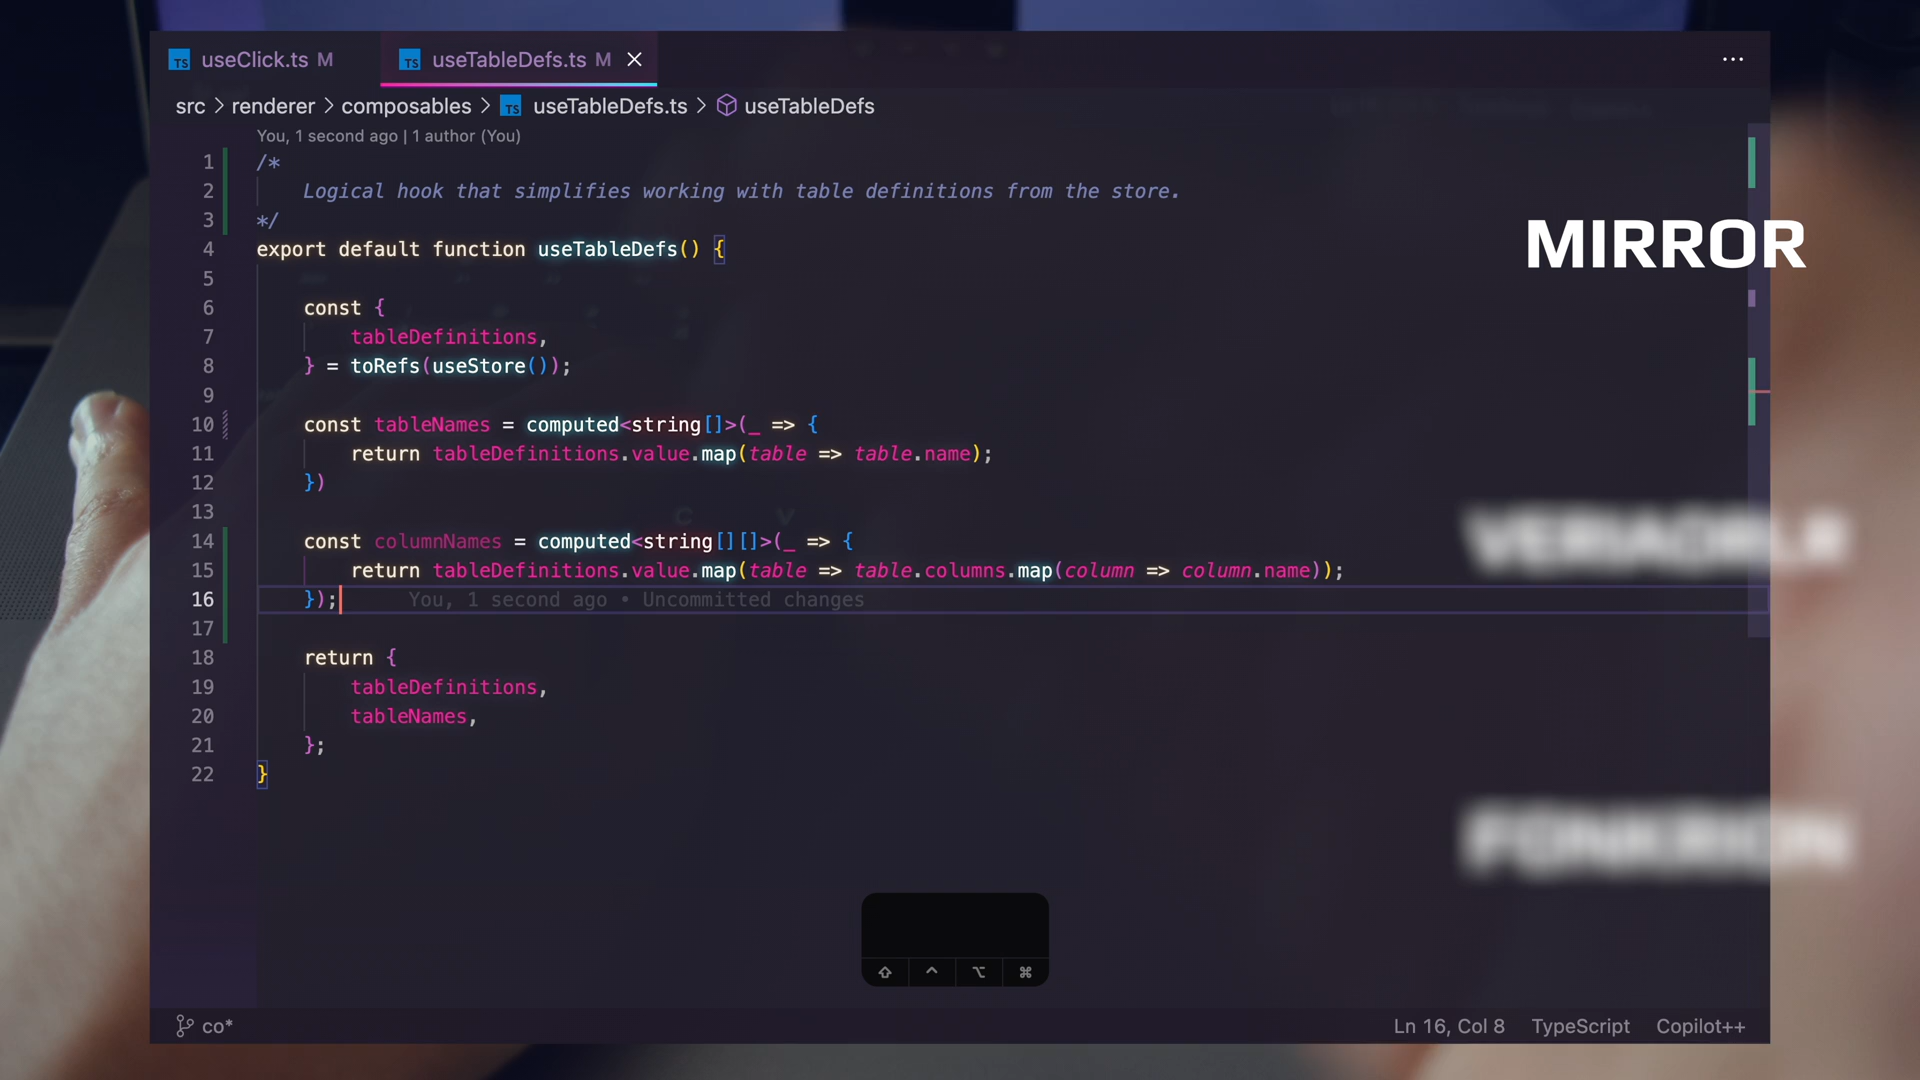 useClick.ts M
useTableDefs.ts M
src > renderer > composables > TS useTableDefs.ts > useTableDefs
You, 1 second ago | 1 author (You)
1 /*
2 Logical hook that simplifies working with table definitions from the store.
3 */
4 export default function useTableDefs() {
5
6 const {
7 tableDefinitions,
8 } = toRefs(useStore());
9
10 const tableNames = computed<string[]>(_ => {
11 return tableDefinitions.value.map(table => table.name);
12 })
13
14 const columnNames = computed<string[][]>(_ => {
15 return tableDefinitions.value.map(table => table.columns.map(column => column.name));
16 }); You, 1 second ago • Uncommitted changes
17
18 return {
19 tableDefinitions,
20 tableNames,
21 };
22 }
MIRROR
co*
Ln 16, Col 8 TypeScript Copilot++